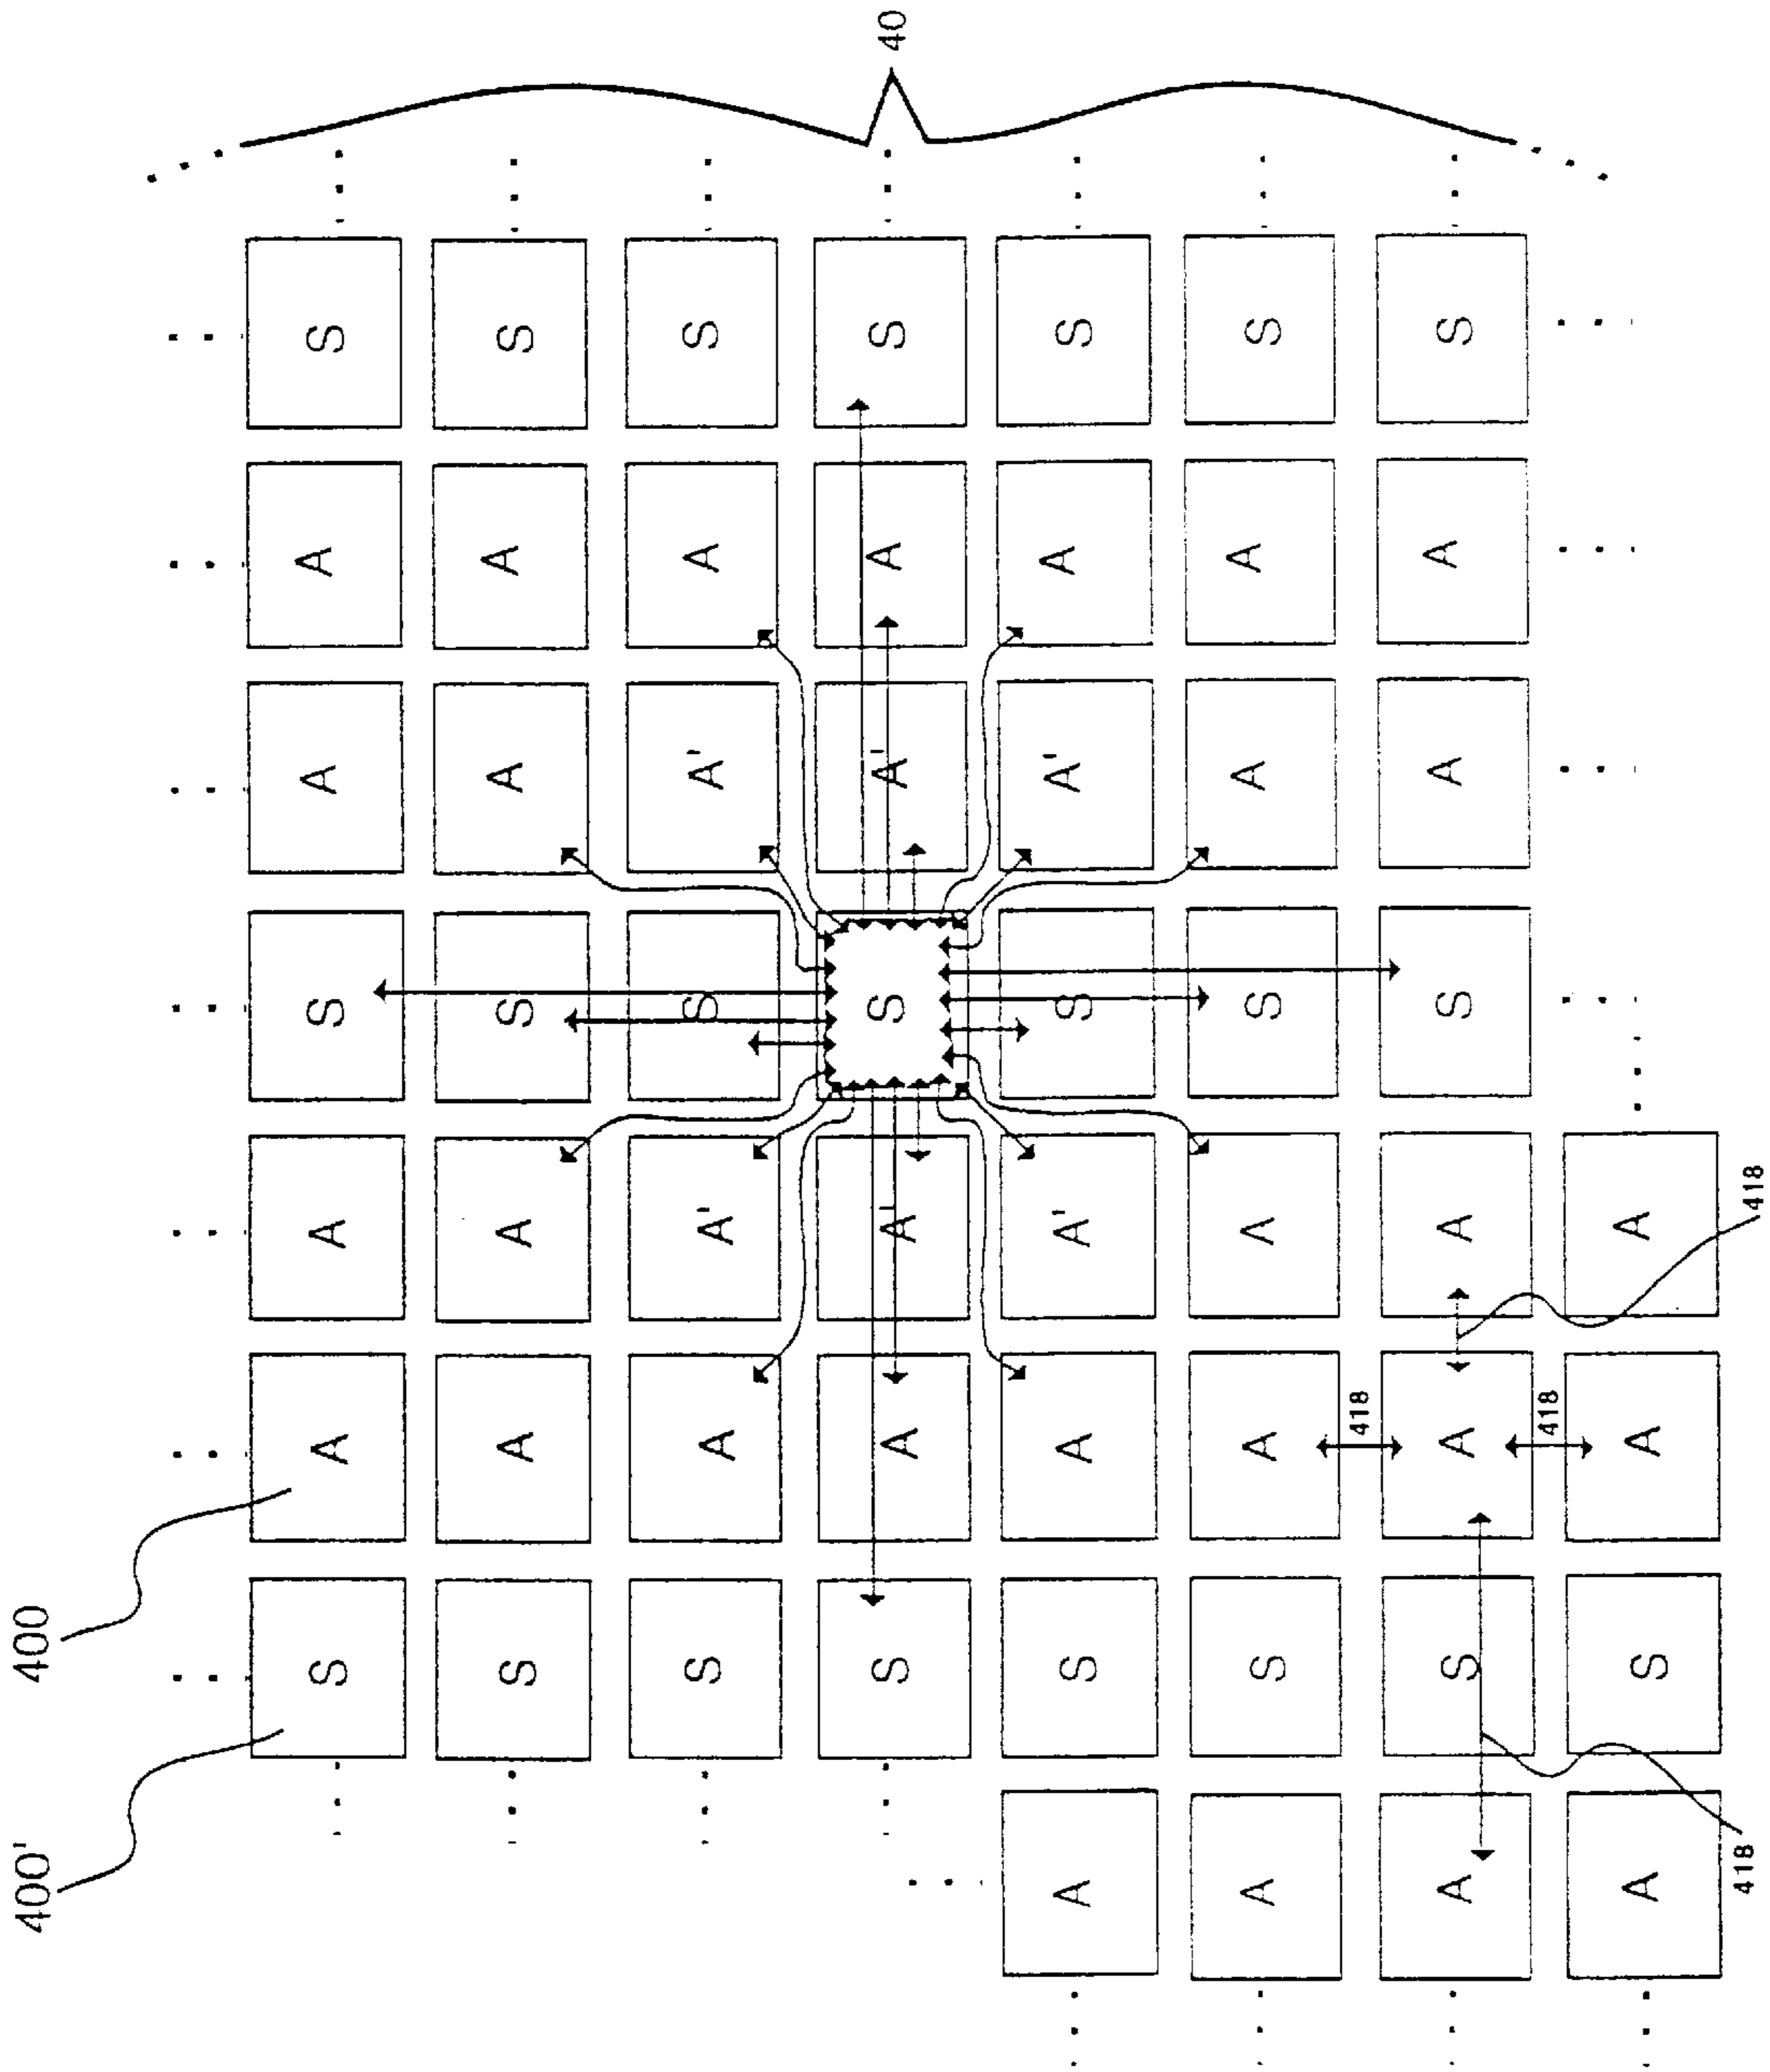 400' 400
S A A S A A S
S A A S A A S
S A A' S A' A S
S A A' S A' A S 40
A S A A' S A' A S
A S A A S A A S
418
A S A A S A A S
418
A S A A
418 418